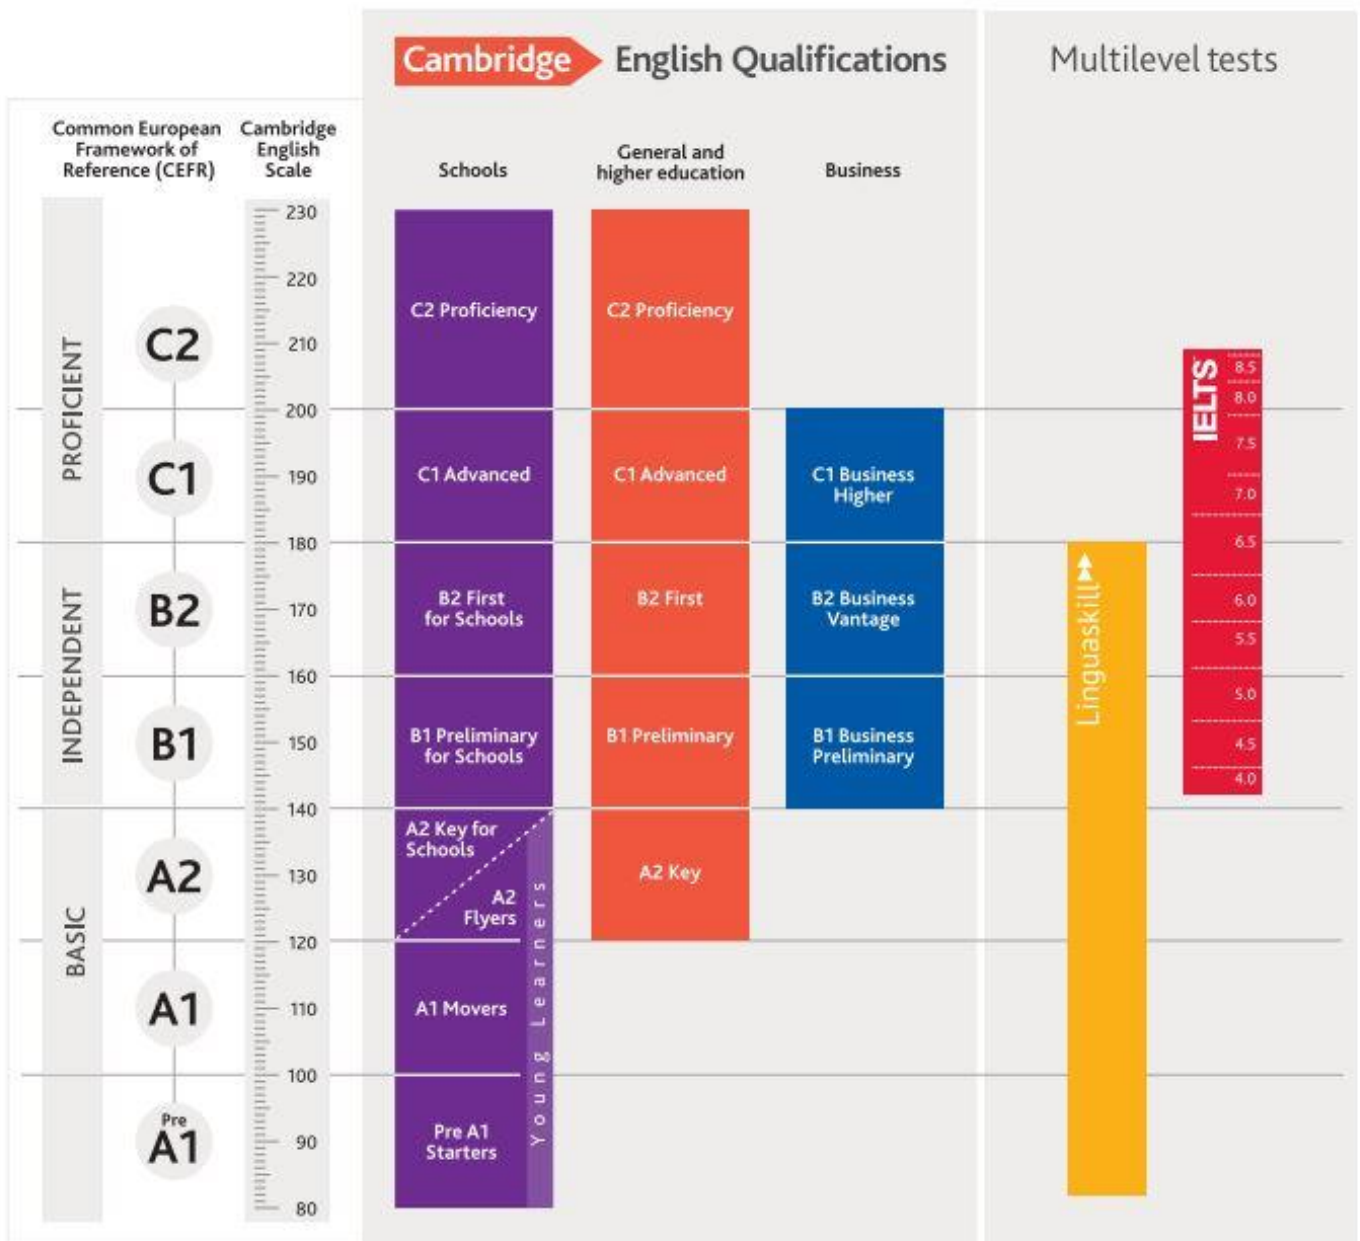 Cambridge English Qualifications
Multilevel tests
Common European
Framework of
Reference (CEFR)
Cambridge
English
Scale
Schools
General and
higher education
Business
PROFICIENT
INDEPENDENT
BASIC
C2
C1
B2
B1
A2
A1
Pre
A1
230
220
210
200
190
180
170
160
150
140
130
120
110
100
90
80
C2 Proficiency
C1 Advanced
B2 First
for Schools
B1 Preliminary
for Schools
A2 Key for
Schools
A2
Flyers
A1 Movers
Pre A1
Starters
Young Learners
C2 Proficiency
C1 Advanced
B2 First
B1 Preliminary
A2 Key
C1 Business
Higher
B2 Business
Vantage
B1 Business
Preliminary
Linguaskill
IELTS
8.5
8.0
7.5
7.0
6.5
6.0
5.5
5.0
4.5
4.0